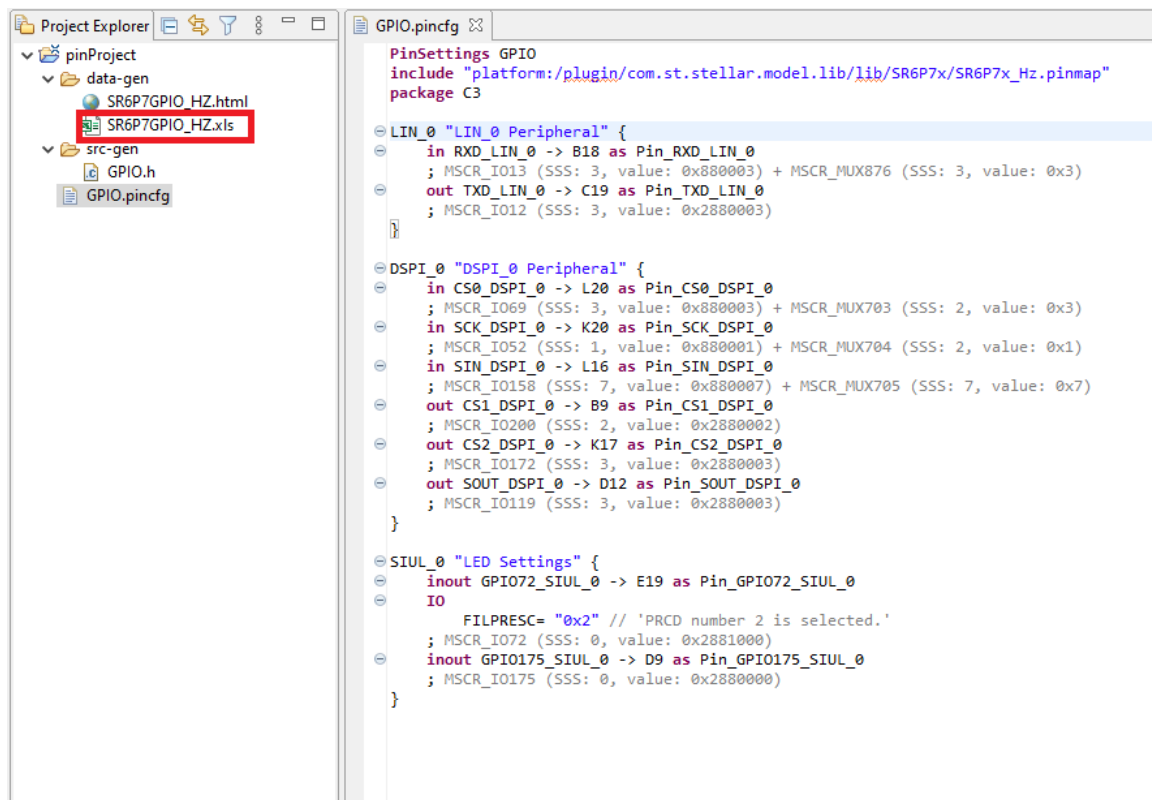 Project Explorer
pinProject
data-gen
SR6P7GPIO_HZ.html
SR6P7GPIO_HZ.xls
src-gen
GPIO.h
GPIO.pincfg
GPIO.pincfg
PinSettings GPIO
include "platform:/plugin/com.st.stellar.model.lib/lib/SR6P7x/SR6P7x_Hz.pinmap"
package C3
LIN_0 "LIN_0 Peripheral" {
in RXD_LIN_0 -> B18 as Pin_RXD_LIN_0
; MSCR_IO13 (SSS: 3, value: 0x880003) + MSCR_MUX876 (SSS: 3, value: 0x3)
out TXD_LIN_0 -> C19 as Pin_TXD_LIN_0
; MSCR_IO12 (SSS: 3, value: 0x2880003)
}
DSPI_0 "DSPI_0 Peripheral" {
in CS0_DSPI_0 -> L20 as Pin_CS0_DSPI_0
; MSCR_IO69 (SSS: 3, value: 0x880003) + MSCR_MUX703 (SSS: 2, value: 0x3)
in SCK_DSPI_0 -> K20 as Pin_SCK_DSPI_0
; MSCR_IO52 (SSS: 1, value: 0x880001) + MSCR_MUX704 (SSS: 2, value: 0x1)
in SIN_DSPI_0 -> L16 as Pin_SIN_DSPI_0
; MSCR_IO158 (SSS: 7, value: 0x880007) + MSCR_MUX705 (SSS: 7, value: 0x7)
out CS1_DSPI_0 -> B9 as Pin_CS1_DSPI_0
; MSCR_IO200 (SSS: 2, value: 0x2880002)
out CS2_DSPI_0 -> K17 as Pin_CS2_DSPI_0
; MSCR_IO172 (SSS: 3, value: 0x2880003)
out SOUT_DSPI_0 -> D12 as Pin_SOUT_DSPI_0
; MSCR_IO119 (SSS: 3, value: 0x2880003)
}
SIUL_0 "LED Settings" {
inout GPIO72_SIUL_0 -> E19 as Pin_GPIO72_SIUL_0
IO
FILPRESC= "0x2" // 'PRCD number 2 is selected.'
; MSCR_IO72 (SSS: 0, value: 0x2881000)
inout GPIO175_SIUL_0 -> D9 as Pin_GPIO175_SIUL_0
; MSCR_IO175 (SSS: 0, value: 0x2880000)
}